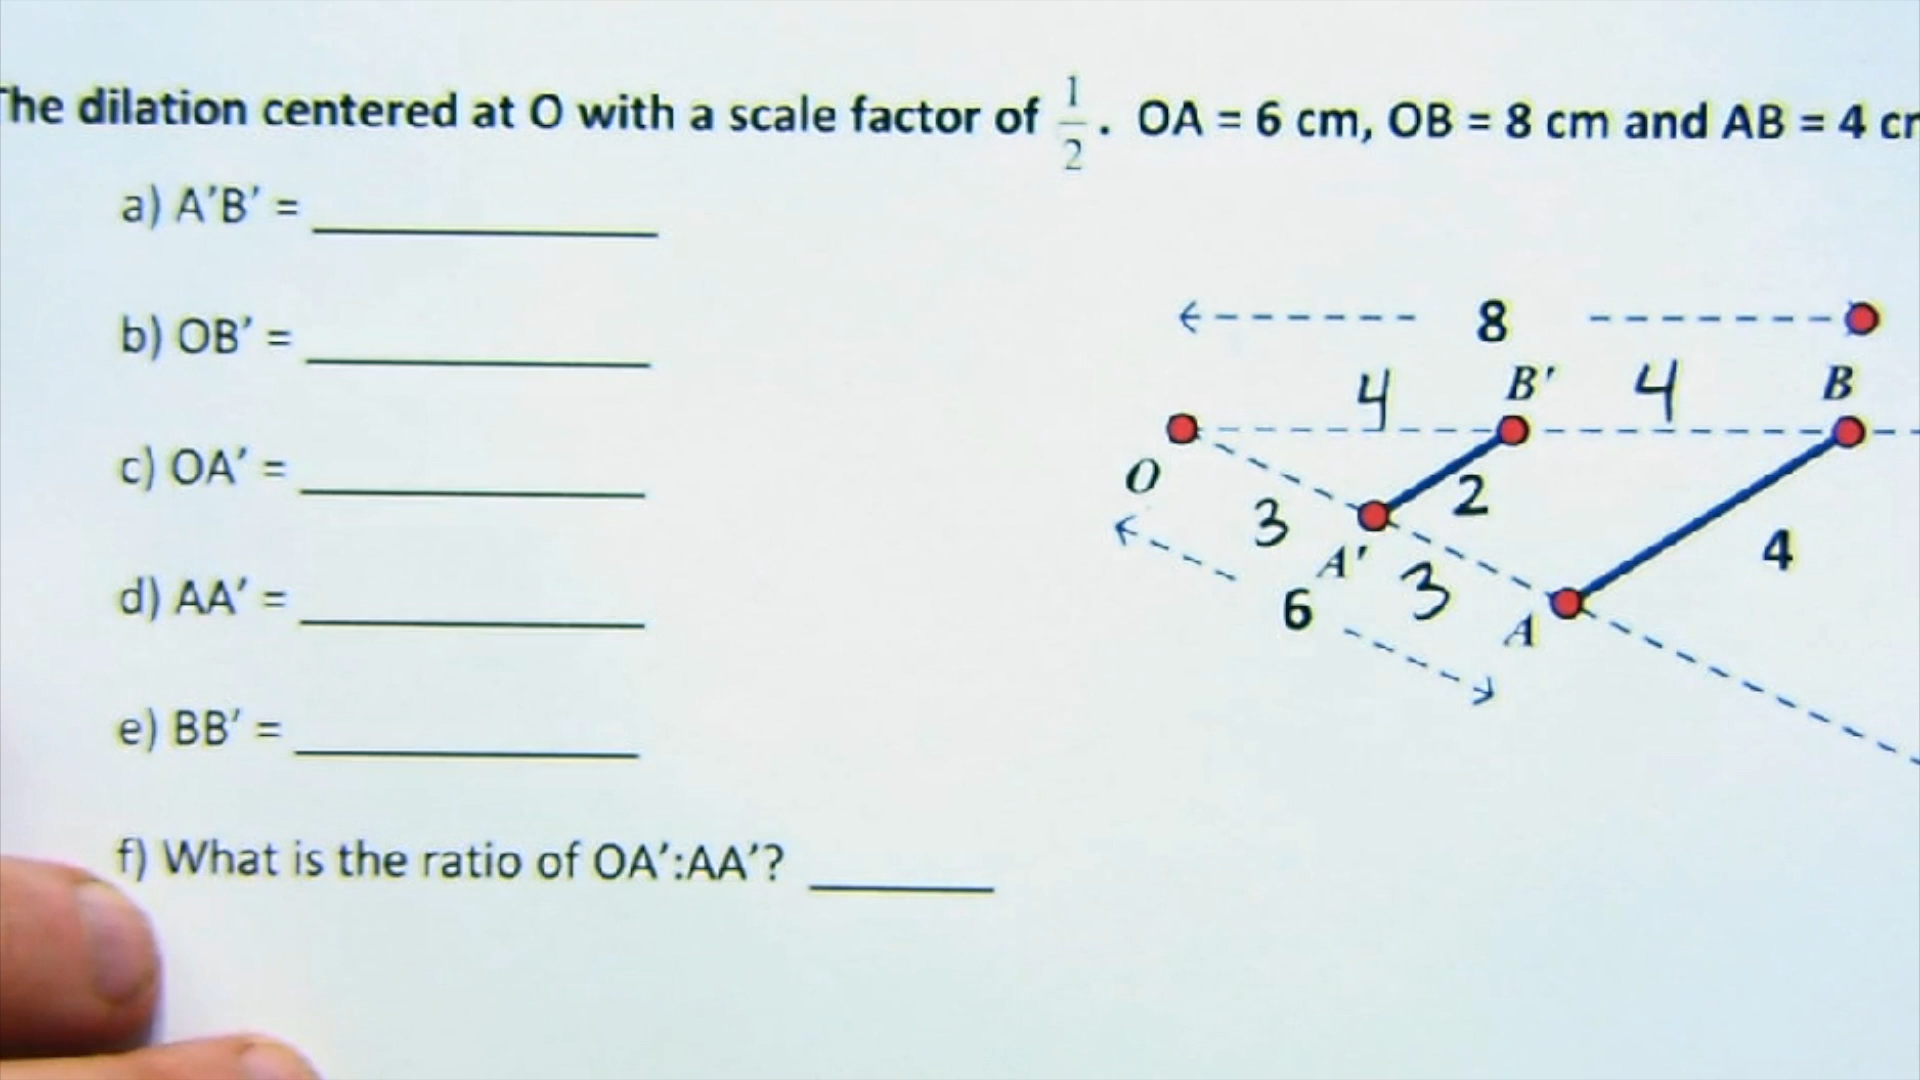 The dilation centered at O with a scale factor of 1/2. OA = 6 cm, OB = 8 cm and AB = 4
a) A'B' =
b) OB' =
c) OA' =
d) AA' =
e) BB' =
f) What is the ratio of OA':AA'?
8
4 B' 4 B
O
3 2
A' 3 4
6 A